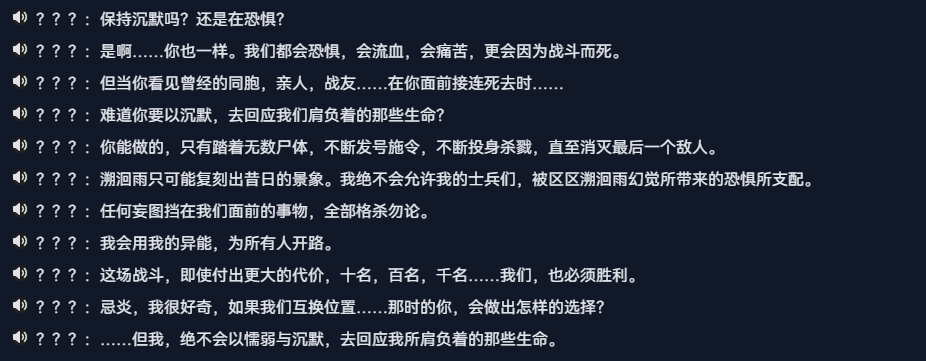 ？？？：保持沉默吗？还是在恐惧？
？？？：是啊……你也一样。我们都会恐惧，会流血，会痛苦，更会因为战斗而死。
？？？：但当你看见曾经的同胞，亲人，战友……在你面前接连死去时……
？？？：难道你要以沉默，去回应我们肩负着的那些生命？
？？？：你能做的，只有踏着无数尸体，不断发号施令，不断投身杀戮，直至消灭最后一个敌人。
？？？：溯洄雨只可能复刻出昔日的景象。我绝不会允许我的士兵们，被区区溯洄雨幻觉所带来的恐惧所支配。
？？？：任何妄图挡在我们面前的事物，全部格杀勿论。
？？？：我会用我的异能，为所有人开路。
？？？：这场战斗，即使付出更大的代价，十名，百名，千名……我们，也必须胜利。
？？？：忌炎，我很好奇，如果我们互换位置……那时的你，会做出怎样的选择？
？？？：……但我，绝不会以懦弱与沉默，去回应我所肩负着的那些生命。